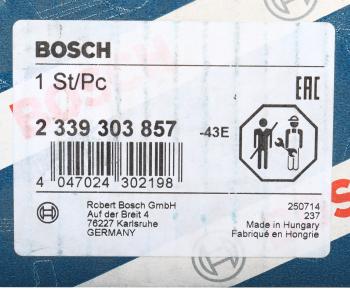 BOSCH
1 St/Pc
EAC
2 339 303 857
-43E
4 047024 302198
Robert Bosch GmbH
Auf der Breit 4
76227 Karlsruhe
GERMANY
250714
237
Made in Hungary
Fabriqué en Hongrie
BOSCH